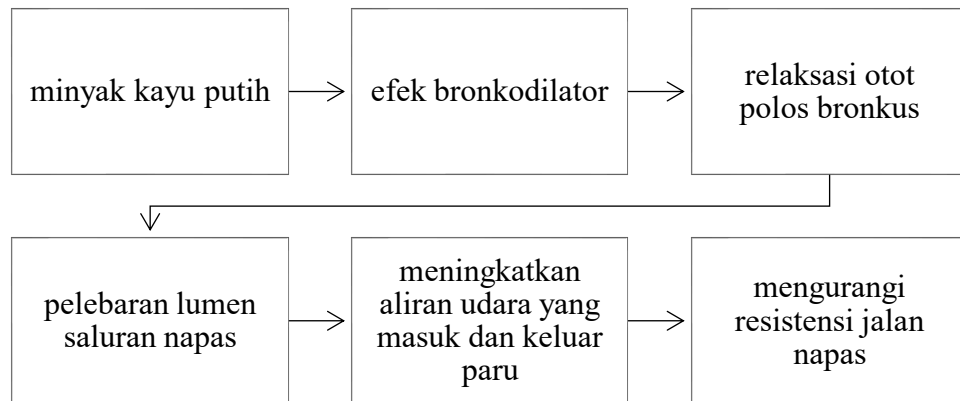 minyak kayu putih
efek bronkodilator
relaksasi otot
polos bronkus
pelebaran lumen
saluran napas
meningkatkan
aliran udara yang
masuk dan keluar
paru
mengurangi
resistensi jalan
napas